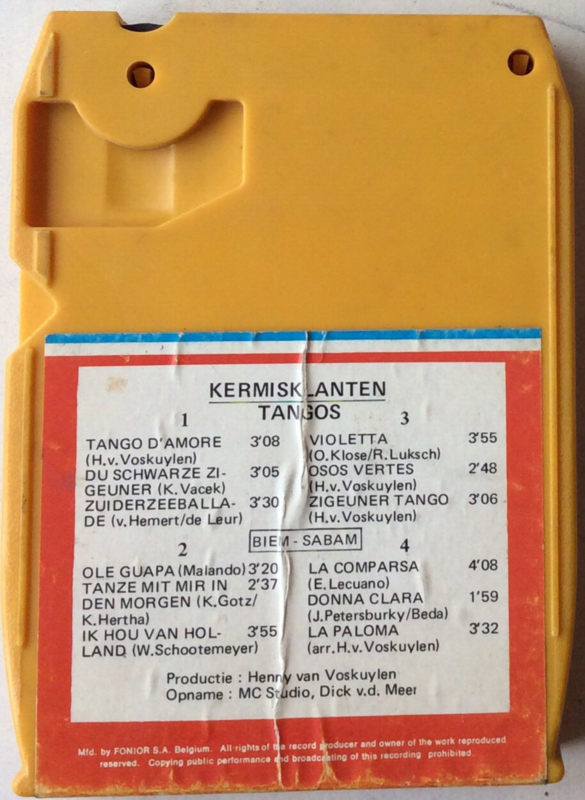 KERMISKLANTEN
TANGOS
1
TANGO D'AMORE 3'08
(H.v.Voskuylen)
DU SCHWARZE ZI- 3'05
GEUNER (K.Vacek)
ZUIDERZEEBALLA- 3'30
DE (v.Hemert/de Leur)
2
OLE GUAPA (Malando) 3'20
TANZE MIT MIR IN 2'37
DEN MORGEN (K.Gotz/
K.Hertha)
IK HOU VAN HOL- 3'55
LAND (W.Schootemeyer)
3
VIOLETTA 3'55
(O.Klose/R.Luksch)
OSOS VERTES 2'48
(H.v.Voskuylen)
ZIGEUNER TANGO 3'06
(H.v.Voskuylen)
BIEM - SABAM
4
LA COMPARSA 4'08
(E.Lecuano)
DONNA CLARA 1'59
(J.Petersburky/Beda)
LA PALOMA 3'32
(arr.H.v.Voskuylen)
Productie : Henny van Voskuylen
Opname : MC Studio, Dick v.d. Meer
Mfd. by FONIOR S.A. Belgium. All rights of the record producer and owner of the work reproduced
reserved. Copying public performance and broadcasting of this recording prohibited.